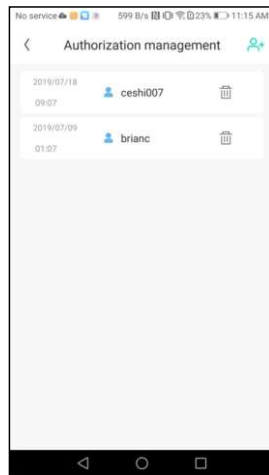 No service 599 B/s 23% 11:15 AM
Authorization management
2019/07/18
09:07
ceshi007
2019/07/09
01:07
brianc